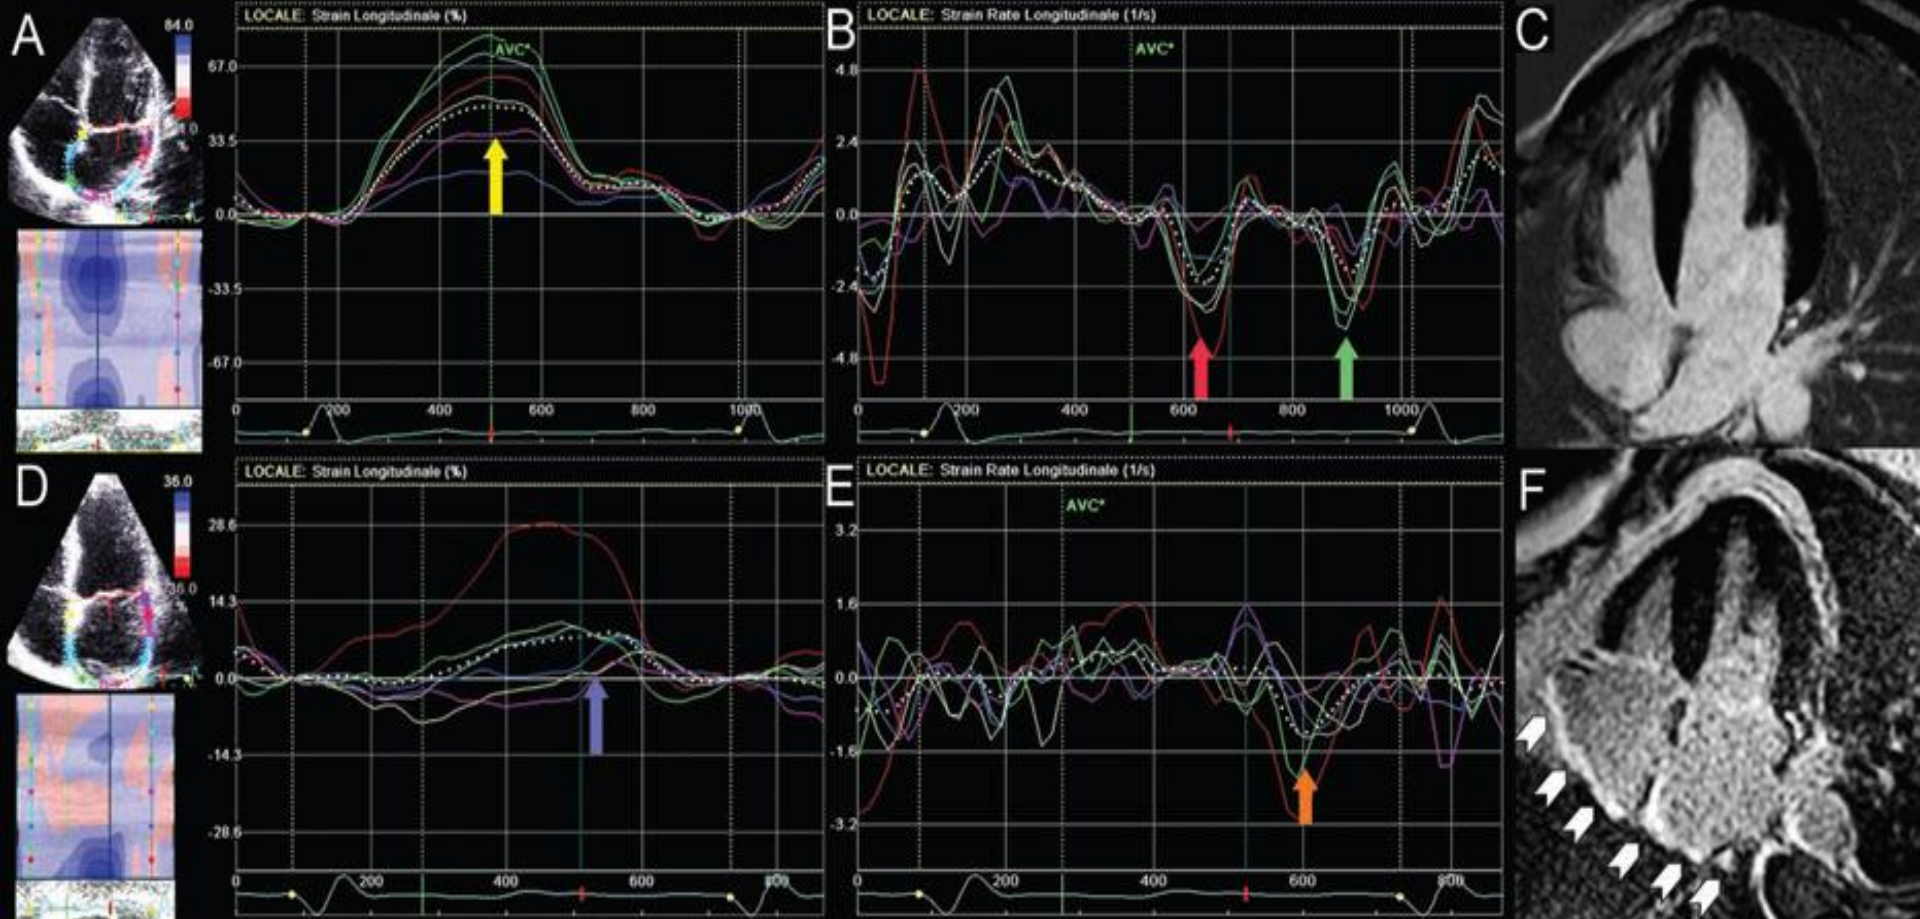 A
84.0
%
LOCALE: Strain Longitudinale (%)
AVC*
67.0
33.5
0.0
-33.5
-67.0
0 200 400 600 800 1000
B
LOCALE: Strain Rate Longitudinale (1/s)
AVC*
4.8
2.4
0.0
-2.4
-4.8
0 200 400 600 800 1000
C
D
36.0
%
LOCALE: Strain Longitudinale (%)
28.6
14.3
0.0
-14.3
-28.6
0 200 400 600 800
E
LOCALE: Strain Rate Longitudinale (1/s)
AVC*
3.2
1.6
0.0
-1.6
-3.2
0 200 400 600 800
F